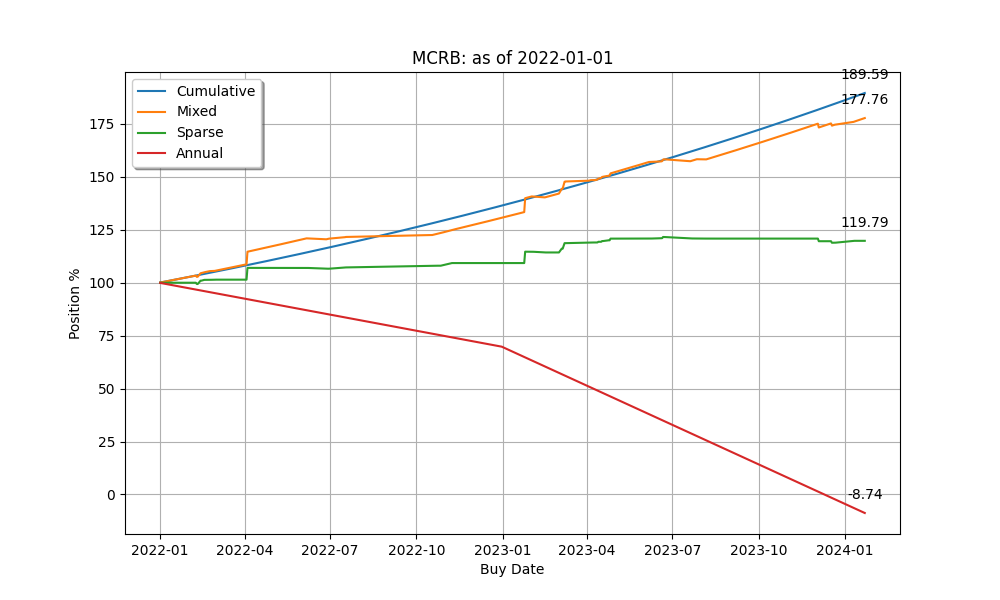 MCRB: as of 2022-01-01
Cumulative
Mixed
Sparse
Annual
189.59
177.76
119.79
-8.74
Position %
175
150
125
100
75
50
25
0
2022-01 2022-04 2022-07 2022-10 2023-01 2023-04 2023-07 2023-10 2024-01
Buy Date